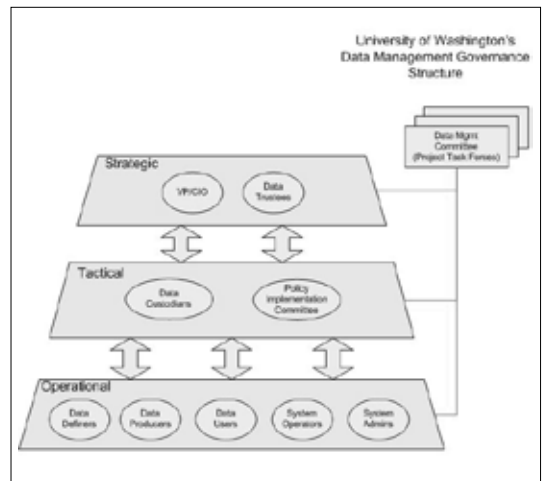 University of Washington's
Data Management Governance
Structure
Data Mgmt
Committee
(Project Task Forces)
Strategic
VP/CIO
Data
Trustees
Tactical
Data
Custodians
Policy
Implementation
Committee
Operational
Data
Definers
Data
Producers
Data
Users
System
Operators
System
Admins